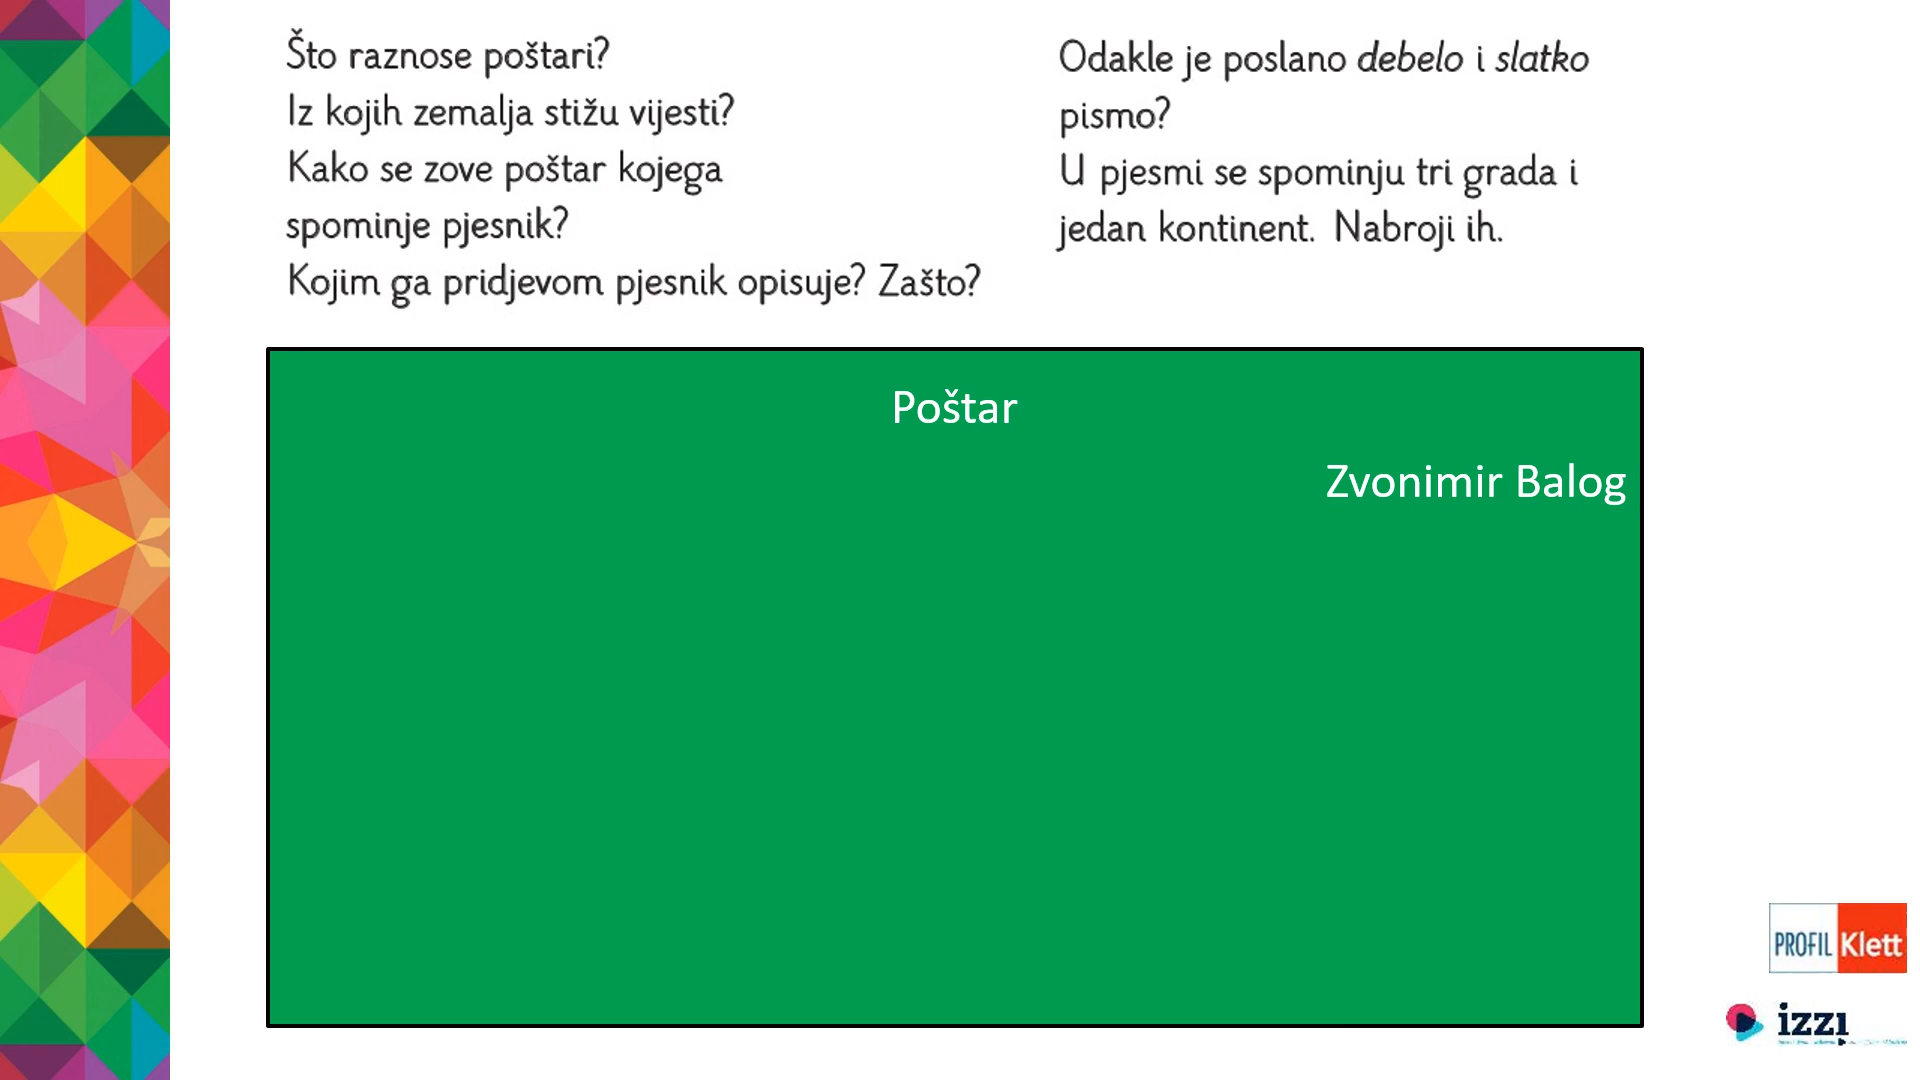 Što raznose poštari?
Iz kojih zemalja stižu vijesti?
Kako se zove poštar kojega
spominje pjesnik?
Kojim ga pridjevom pjesnik opisuje? Zašto?
Odakle je poslano debelo i slatko
pismo?
U pjesmi se spominju tri grada i
jedan kontinent. Nabroji ih.
Poštar
Zvonimir Balog
PROFIL Klett
izzi